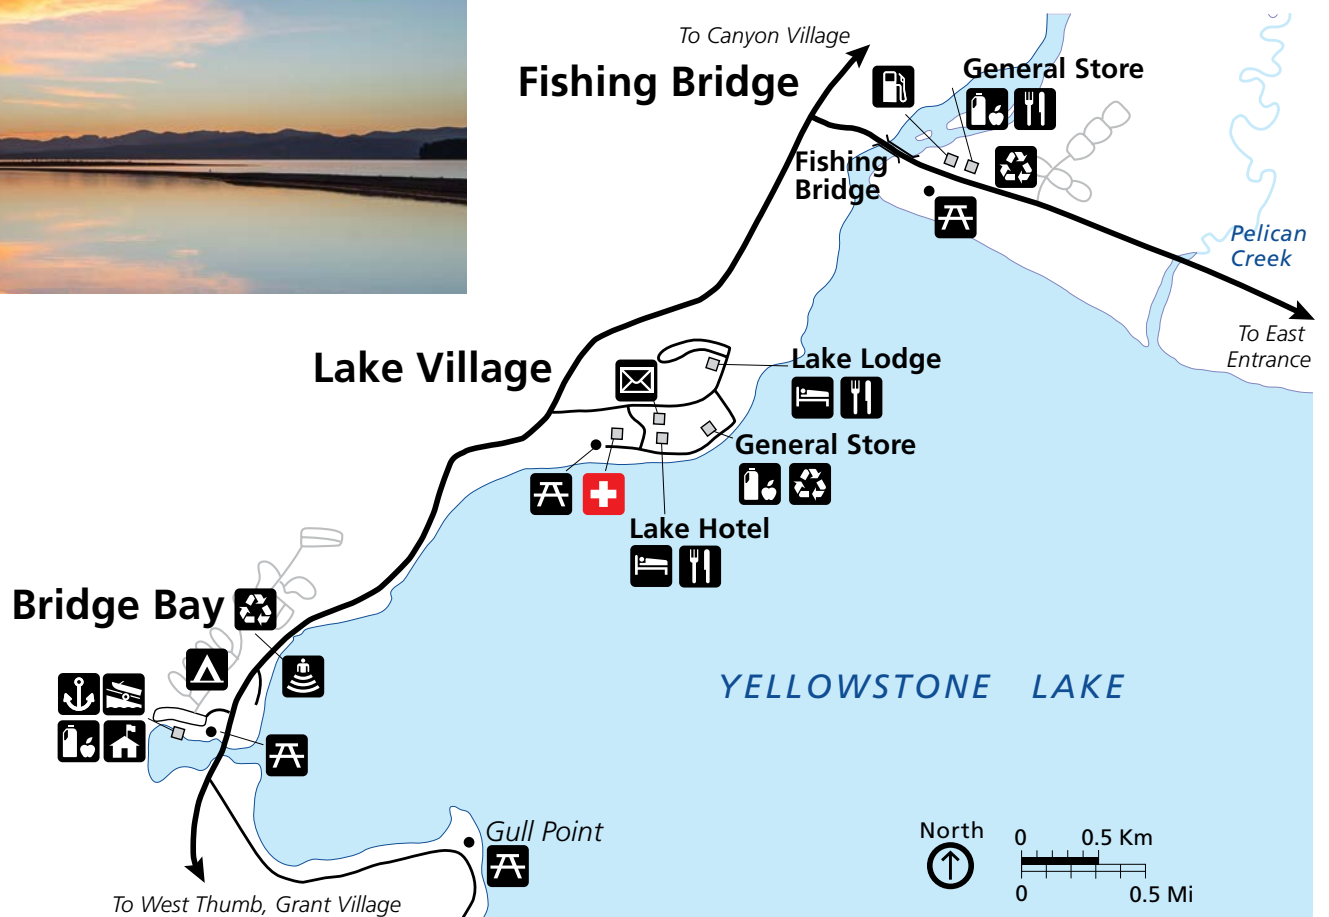 To Canyon Village
Fishing Bridge
General Store
Fishing
Bridge
Pelican
Creek
To East
Entrance
Lake Village
Lake Lodge
General Store
Lake Hotel
Bridge Bay
YELLOWSTONE LAKE
Gull Point
North
0 0.5 Km
0 0.5 Mi
To West Thumb, Grant Village